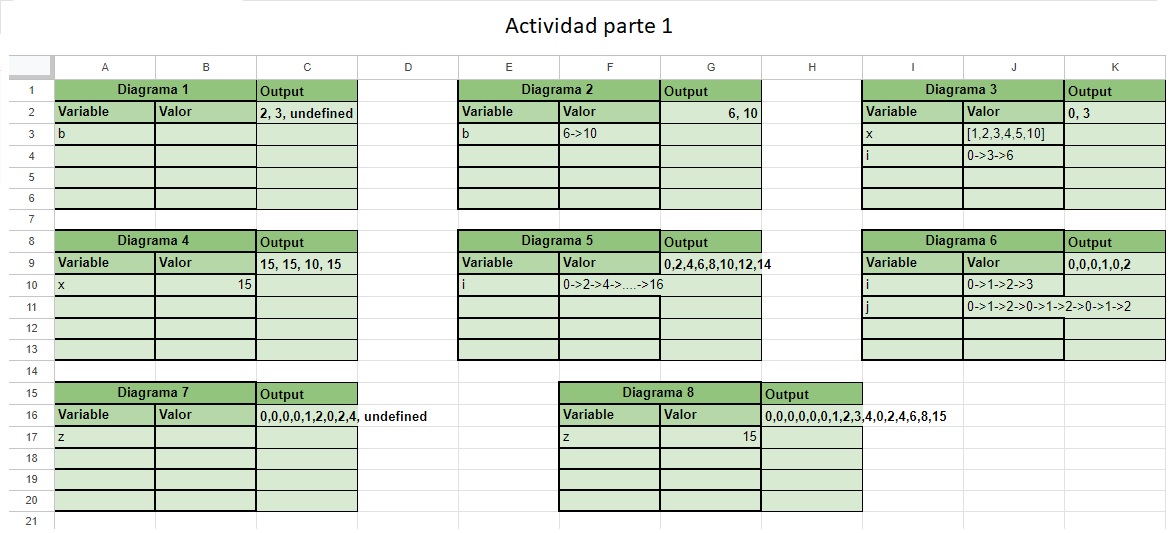 Actividad parte 1
A B C D E F G H I J K
1 Diagrama 1 Output Diagrama 2 Output Diagrama 3 Output
2 Variable Valor 2, 3, undefined Variable Valor 6, 10 Variable Valor 0, 3
3 b b 6->10 x [1,2,3,4,5,10]
4 i 0->3->6
5
6
7
8 Diagrama 4 Output Diagrama 5 Output Diagrama 6 Output
9 Variable Valor 15, 15, 10, 15 Variable Valor 0,2,4,6,8,10,12,14 Variable Valor 0,0,0,1,0,2
10 x 15 i 0->2->4->....->16 i 0->1->2->3
11 j 0->1->2->0->1->2->0->1->2
12
13
14
15 Diagrama 7 Output Diagrama 8 Output
16 Variable Valor 0,0,0,0,1,2,0,2,4, undefined Variable Valor 0,0,0,0,0,0,1,2,3,4,0,2,4,6,8,15
17 z z 15
18
19
20
21